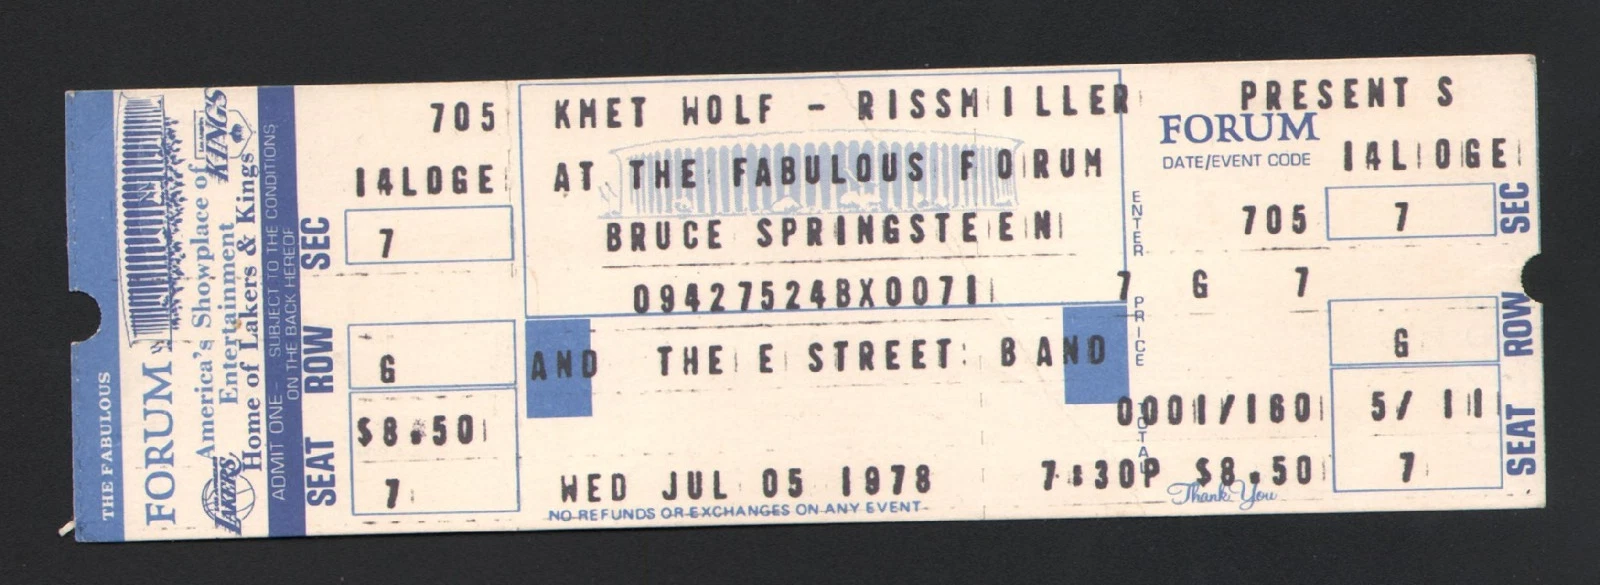 THE FABULOUS
FORUM
America's Showplace of
Entertainment
Home of Lakers & Kings
LAKERS
KINGS
ADMIT ONE – SUBJECT TO THE CONDITIONS
ON THE BACK HEREOF
SEC
ROW
SEAT
705
14LOGE
7
G
$8.50
7
KMET WOLF - RISSMILLER PRESENTS
AT THE FABULOUS FORUM
BRUCE SPRINGSTEEN
09427524BX0071
AND THE E STREET BAND
WED JUL 05 1978 7:30P $8.50
NO REFUNDS OR EXCHANGES ON ANY EVENT
FORUM
DATE/EVENT CODE
14LOGE
ENTER
PRICE
TOTAL
705
7
7 G 7
G
0001/160 5/11
7
Thank You
SEC
ROW
SEAT